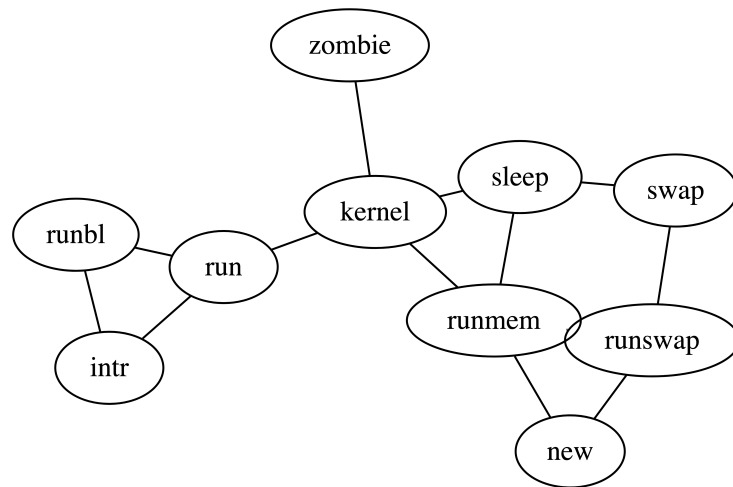 zombie
sleep
swap
kernel
runbl
run
runmem
runswap
intr
new